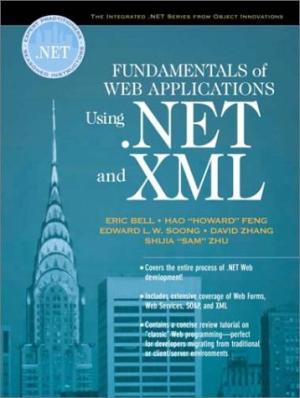 THE INTEGRATED .NET SERIES FROM OBJECT INNOVATIONS
.NET
FUNDAMENTALS of
WEB APPLICATIONS
Using .NET
and XML
ERIC BELL • HAO "HOWARD" FENG
EDWARD L. W. SOONG • DAVID ZHANG
SHIJIA "SAM" ZHU
• Covers the entire process of .NET Web
development!
• Includes extensive coverage of Web Forms,
Web Services, SOAP, and XML
• Contains a concise review tutorial on
"classic" Web programming—perfect
for developers migrating from traditional
or client/server environments